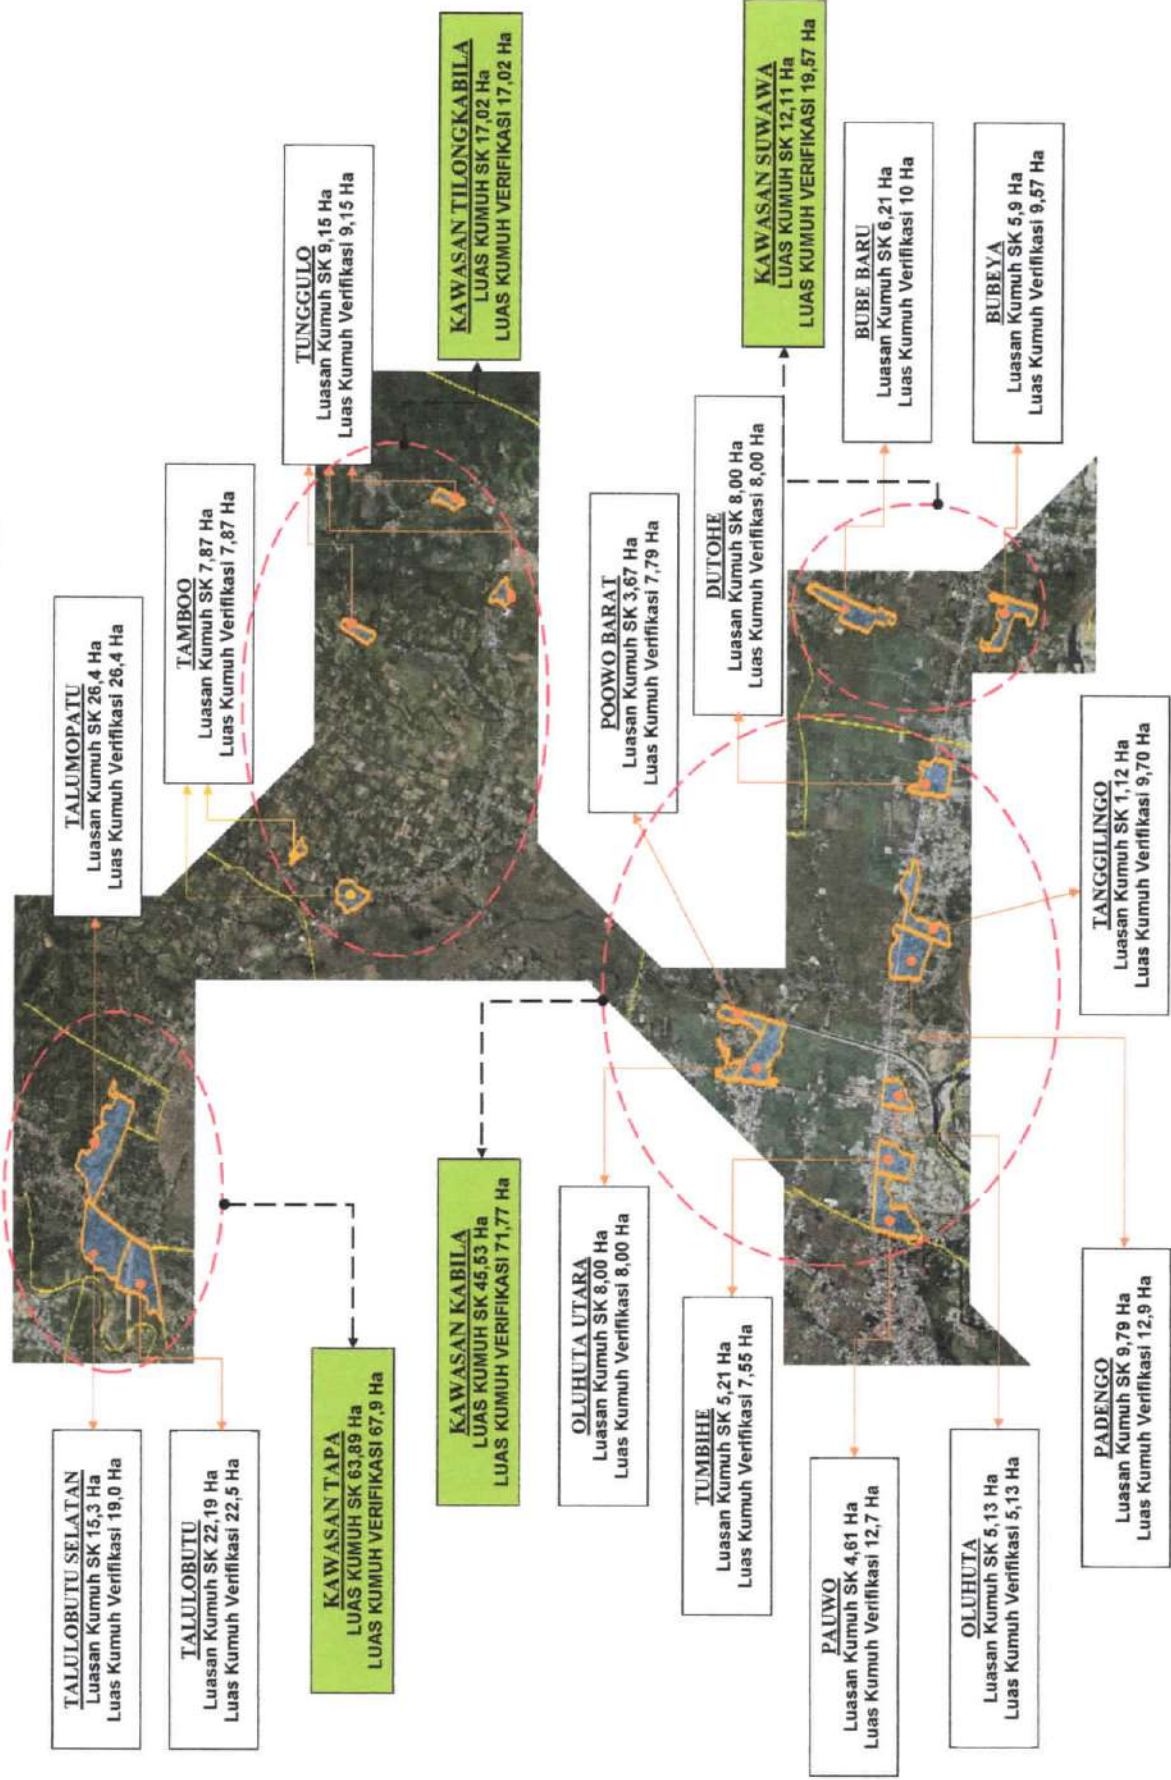 TALULOBUTU SELATAN
Luasan Kumuh SK 15,3 Ha
Luas Kumuh Verifikasi 19,0 Ha
TALULOBUTU
Luasan Kumuh SK 22,19 Ha
Luas Kumuh Verifikasi 22,5 Ha
TALUMOPATU
Luasan Kumuh SK 26,4 Ha
Luas Kumuh Verifikasi 26,4 Ha
TAMBOO
Luasan Kumuh SK 7,87 Ha
Luas Kumuh Verifikasi 7,87 Ha
TUNGGULO
Luasan Kumuh SK 9,15 Ha
Luas Kumuh Verifikasi 9,15 Ha
KAWASAN TAPA
LUAS KUMUH SK 63,89 Ha
LUAS KUMUH VERIFIKASI 67,9 Ha
KAWASAN KABILA
LUAS KUMUH SK 45,53 Ha
LUAS KUMUH VERIFIKASI 71,77 Ha
KAWASAN TILONGKABILA
LUAS KUMUH SK 17,02 Ha
LUAS KUMUH VERIFIKASI 17,02 Ha
OLUHUTA UTARA
Luasan Kumuh SK 8,00 Ha
Luas Kumuh Verifikasi 8,00 Ha
POOWO BARAT
Luasan Kumuh SK 3,67 Ha
Luas Kumuh Verifikasi 7,79 Ha
TUMBIHE
Luasan Kumuh SK 5,21 Ha
Luas Kumuh Verifikasi 7,55 Ha
DUTOHE
Luasan Kumuh SK 8,00 Ha
Luas Kumuh Verifikasi 8,00 Ha
KAWASAN SUWAWA
LUAS KUMUH SK 12,11 Ha
LUAS KUMUH VERIFIKASI 19,57 Ha
PAUWO
Luasan Kumuh SK 4,61 Ha
Luas Kumuh Verifikasi 12,7 Ha
BUBE BARU
Luasan Kumuh SK 6,21 Ha
Luas Kumuh Verifikasi 10 Ha
OLUHUTA
Luasan Kumuh SK 5,13 Ha
Luas Kumuh Verifikasi 5,13 Ha
BUBEYA
Luasan Kumuh SK 5,9 Ha
Luas Kumuh Verifikasi 9,57 Ha
PADENGO
Luasan Kumuh SK 9,79 Ha
Luas Kumuh Verifikasi 12,9 Ha
TANGGILINGO
Luasan Kumuh SK 1,12 Ha
Luas Kumuh Verifikasi 9,70 Ha